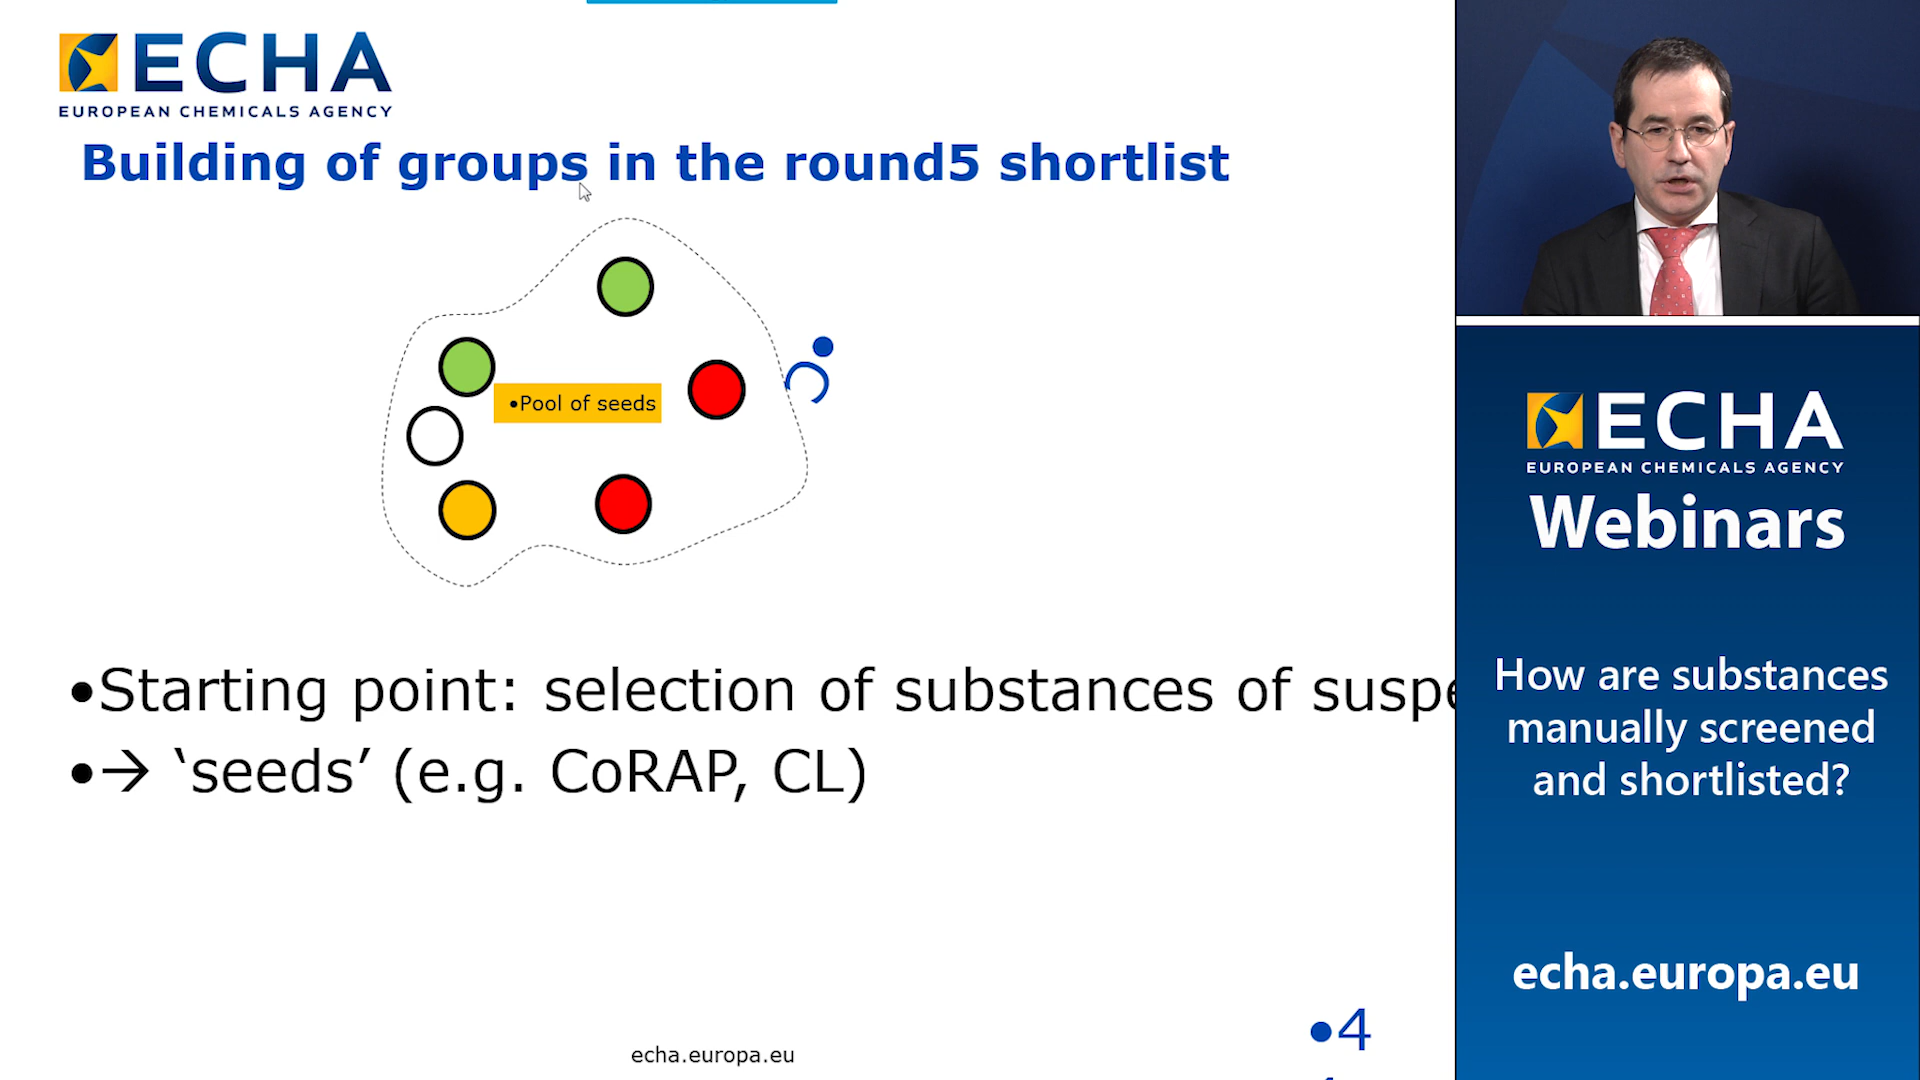 ECHA
EUROPEAN CHEMICALS AGENCY
Building of groups in the round5 shortlist
•Pool of seeds
•Starting point: selection of substances of suspe
•→ ‘seeds’ (e.g. CoRAP, CL)
•4
echa.europa.eu
ECHA
EUROPEAN CHEMICALS AGENCY
Webinars
How are substances
manually screened
and shortlisted?
echa.europa.eu